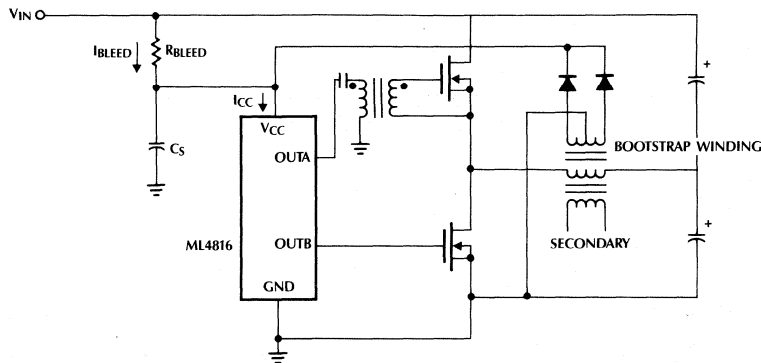 VIN
IBLEED
RBLEED
+
ICC
VCC
CS
OUTA
BOOTSTRAP WINDING
+
ML4816
OUTB
SECONDARY
GND